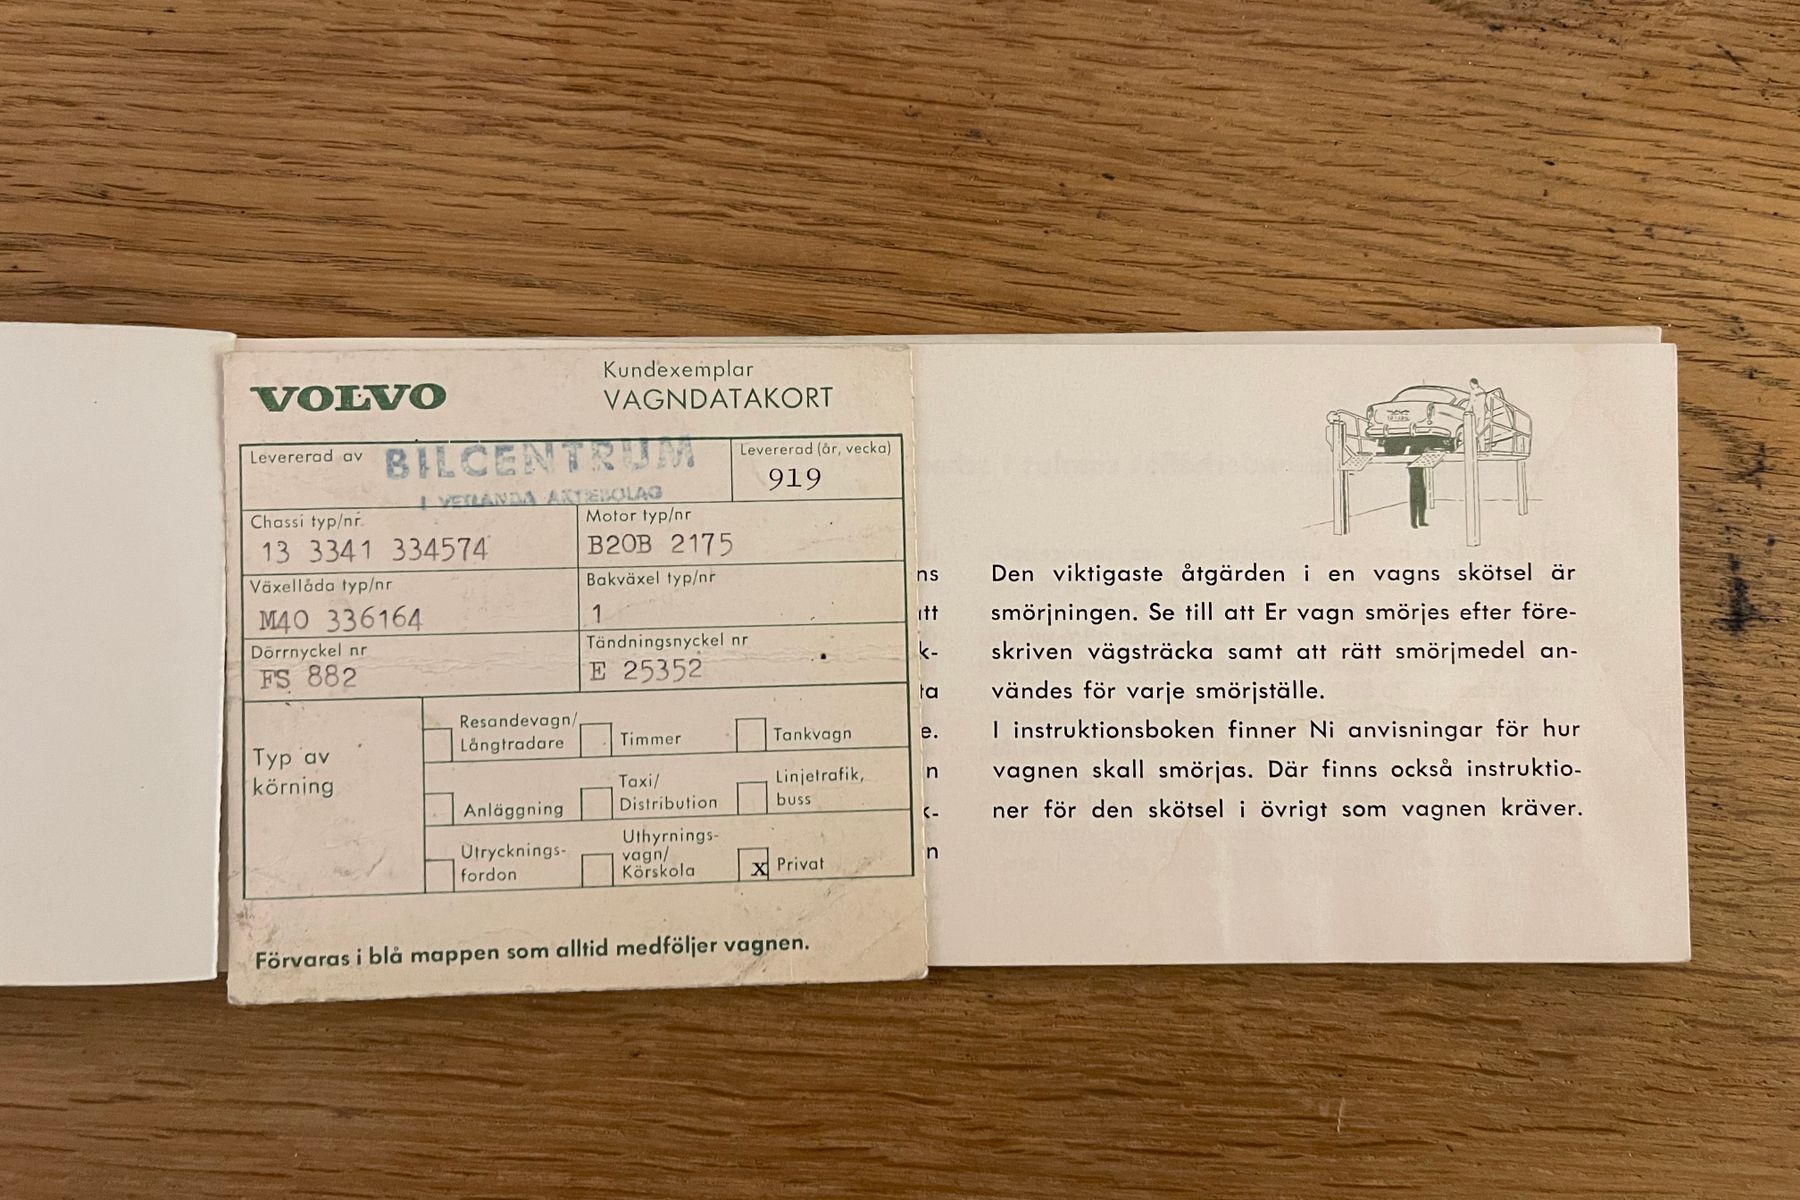 VOLVO
Kundexemplar
VAGNDATAKORT
Levererad av
BILCENTRUM
I VETLANDA AKTIEBOLAG
Levererad (år, vecka)
919
Chassi typ/nr.
13 3341 334574
Motor typ/nr
B20B 2175
Växellåda typ/nr
M40 336164
Bakväxel typ/nr
1
Dörrnyckel nr
FS 882
Tändningsnyckel nr
E 25352
Typ av
körning
Resandevagn/
Långtradare
Timmer
Tankvagn
Anläggning
Taxi/
Distribution
Linjetrafik,
buss
Utrycknings-
fordon
Uthyrnings-
vagn/
Körskola
x Privat
Förvaras i blå mappen som alltid medföljer vagnen.
ns
tt
k-
ta
e.
n
k-
n
Den viktigaste åtgärden i en vagns skötsel är
smörjningen. Se till att Er vagn smörjes efter före-
skriven vägsträcka samt att rätt smörjmedel an-
vändes för varje smörjställe.
I instruktionsboken finner Ni anvisningar för hur
vagnen skall smörjas. Där finns också instruktio-
ner för den skötsel i övrigt som vagnen kräver.